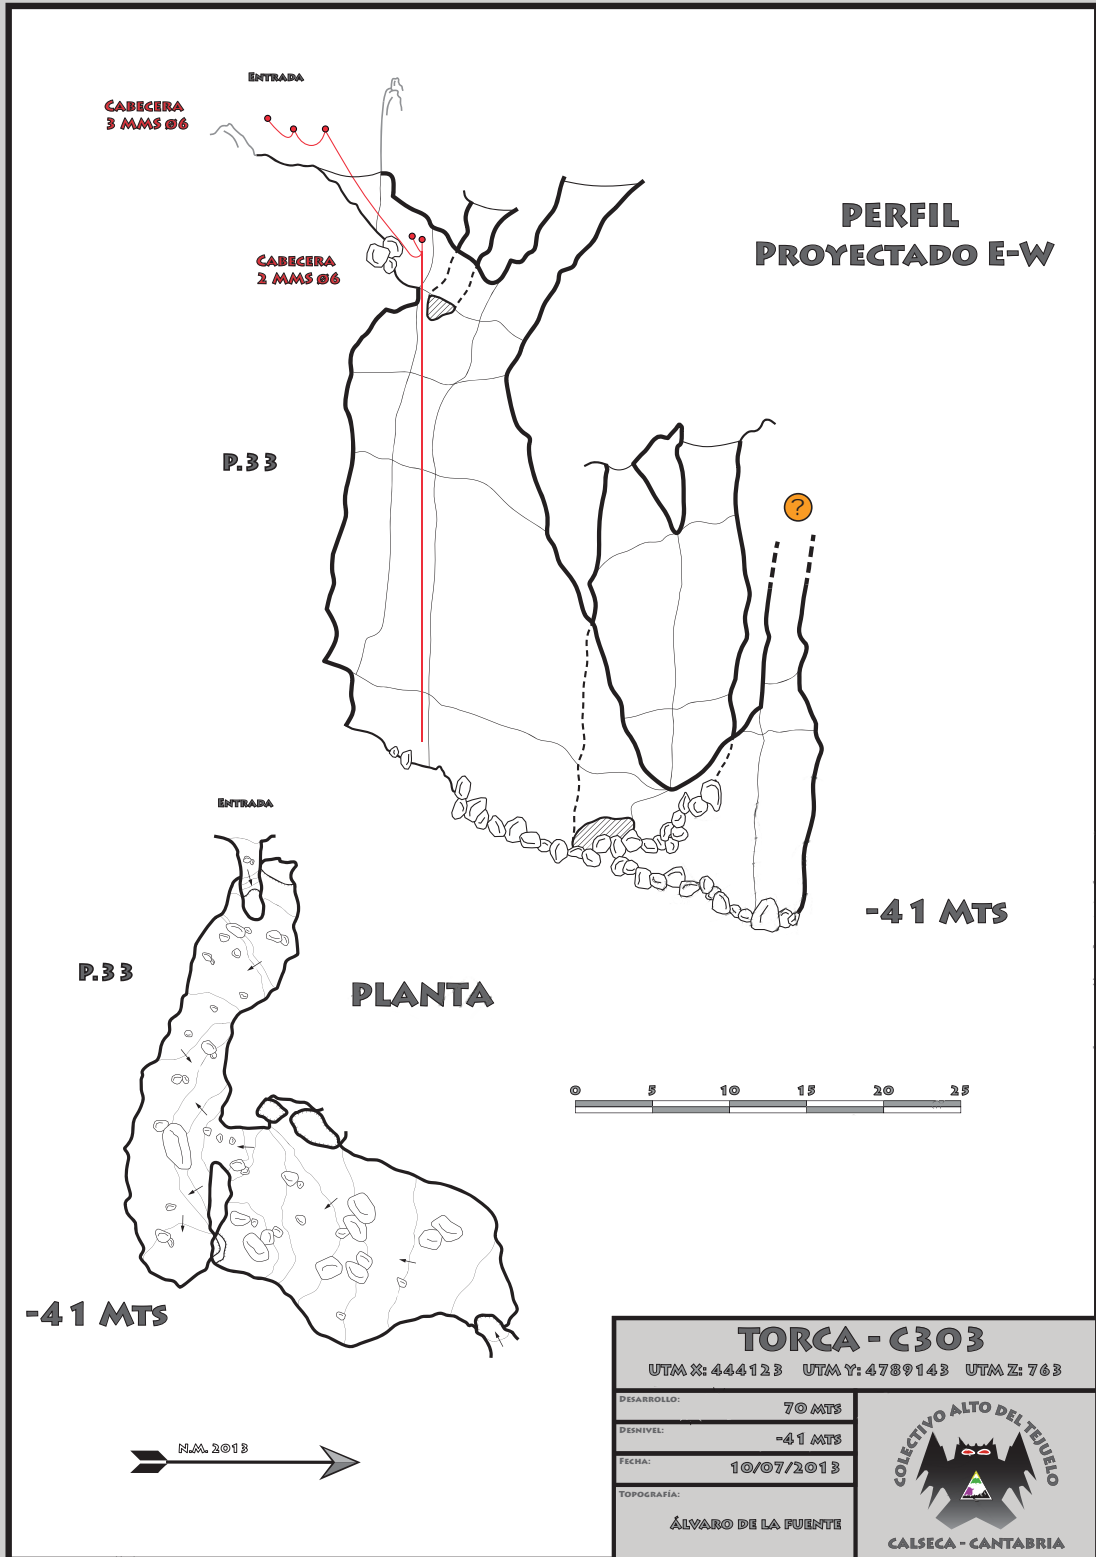 Entrada
Cabecera
3 MMS ø6
PERFIL
Proyectado E-W
Cabecera
2 MMS ø6
P.33
?
Entrada
-41 Mts
P.33
PLANTA
0 5 10 15 20 25
-41 Mts
N.M. 2013
TORCA - C303
UTM X: 444123 UTM Y: 4789143 UTM Z: 763
Desarrollo:
70 MTS
Desnivel:
-41 MTS
Fecha:
10/07/2013
Topografía:
ÁLVARO DE LA FUENTE
COLECTIVO ALTO DEL TEJUELO
CALSECA - CANTABRIA